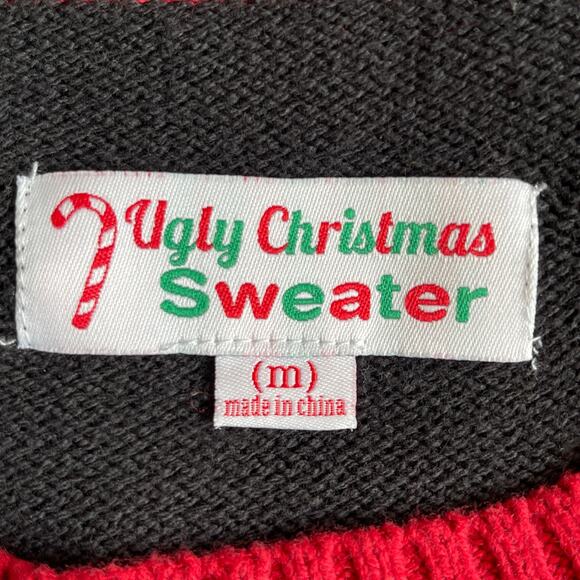 Ugly Christmas
Sweater
(m)
made in china